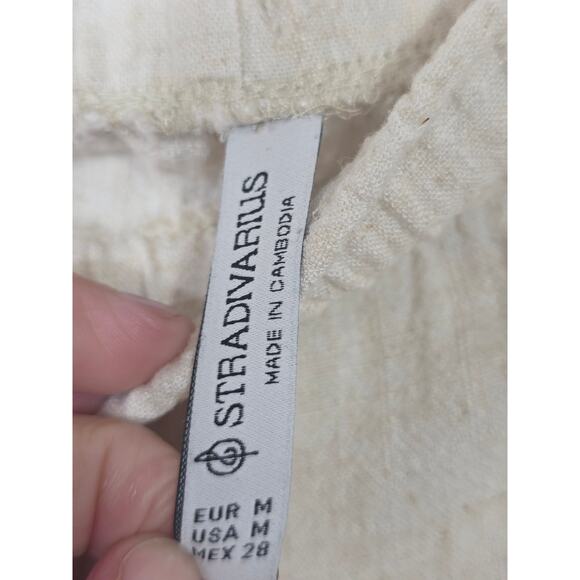 STRADIVARIUS
MADE IN CAMBODIA
EUR M
USA M
MEX 28